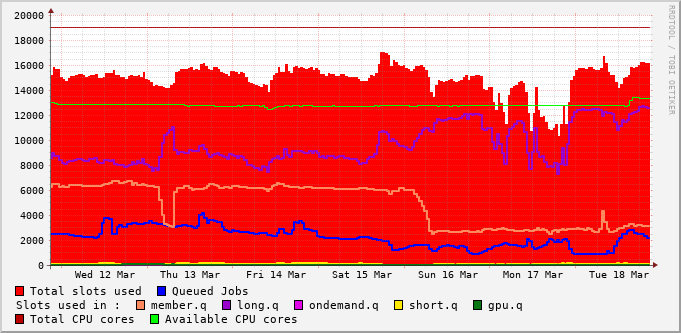 RRDTOOL / TOBI OETIKER
20000
18000
16000
14000
12000
10000
8000
6000
4000
2000
0
Wed 12 Mar Thu 13 Mar Fri 14 Mar Sat 15 Mar Sun 16 Mar Mon 17 Mar Tue 18 Mar
Total slots used Queued Jobs
Slots used in : member.q long.q ondemand.q short.q gpu.q
Total CPU cores Available CPU cores